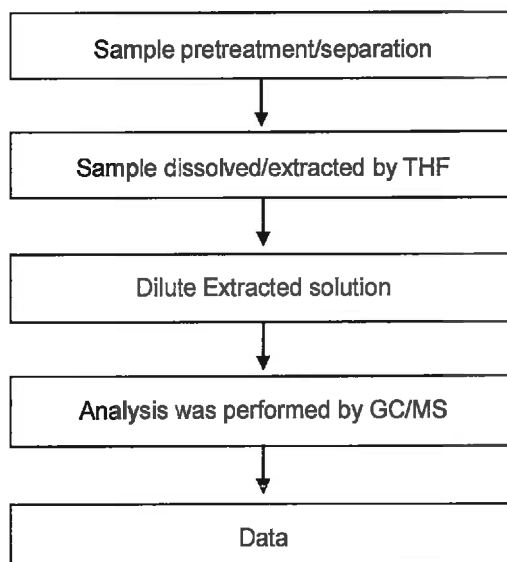 Sample pretreatment/separation
Sample dissolved/extracted by THF
Dilute Extracted solution
Analysis was performed by GC/MS
Data